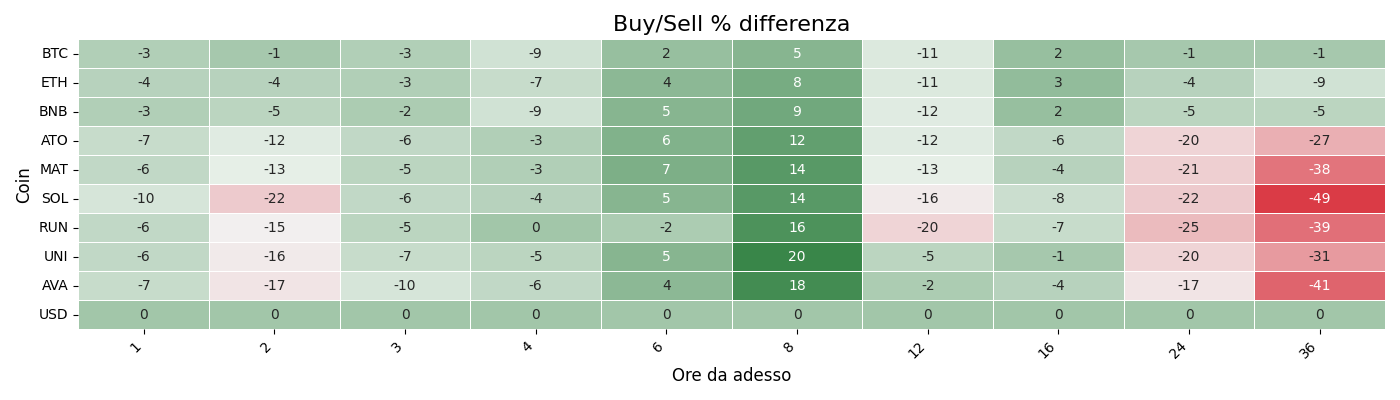 Buy/Sell % differenza
Coin
BTC -3 -1 -3 -9 2 5 -11 2 -1 -1
ETH -4 -4 -3 -7 4 8 -11 3 -4 -9
BNB -3 -5 -2 -9 5 9 -12 2 -5 -5
ATO -7 -12 -6 -3 6 12 -12 -6 -20 -27
MAT -6 -13 -5 -3 7 14 -13 -4 -21 -38
SOL -10 -22 -6 -4 5 14 -16 -8 -22 -49
RUN -6 -15 -5 0 -2 16 -20 -7 -25 -39
UNI -6 -16 -7 -5 5 20 -5 -1 -20 -31
AVA -7 -17 -10 -6 4 18 -2 -4 -17 -41
USD 0 0 0 0 0 0 0 0 0 0
1 2 3 4 6 8 12 16 24 36
Ore da adesso